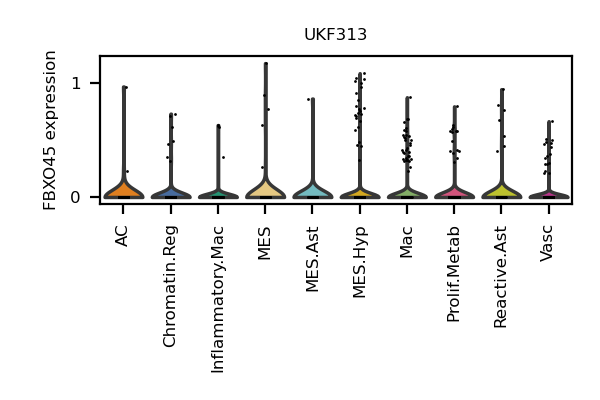 UKF313
FBXO45 expression
1
0
AC
Chromatin.Reg
Inflammatory.Mac
MES
MES.Ast
MES.Hyp
Mac
Prolif.Metab
Reactive.Ast
Vasc